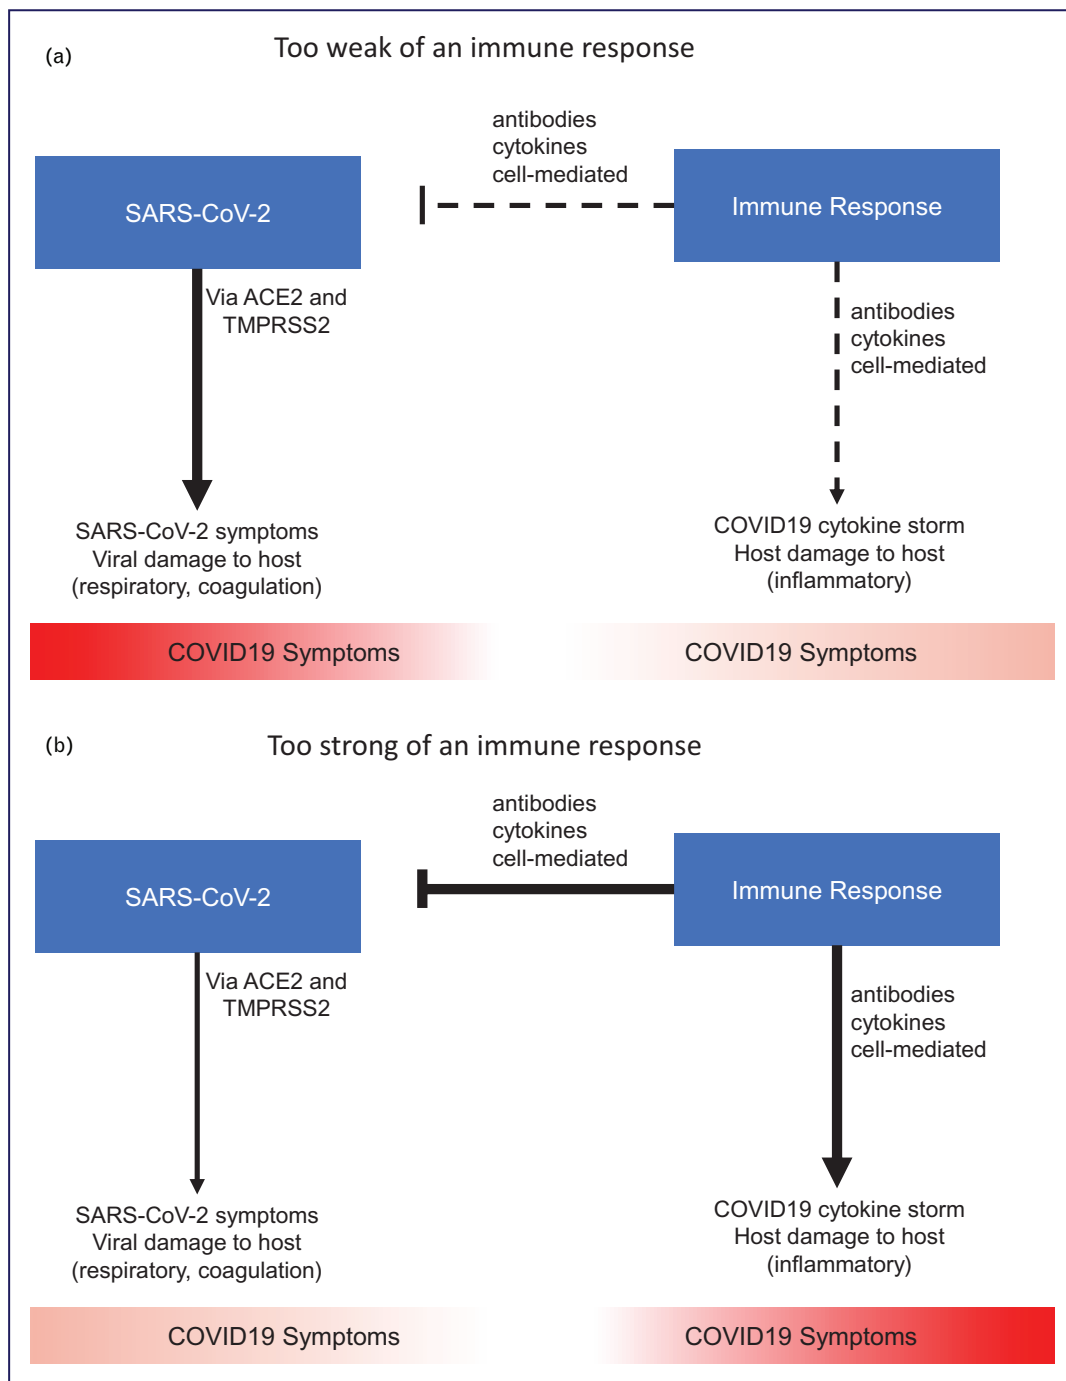 (a)
Too weak of an immune response
antibodies
cytokines
cell-mediated
SARS-CoV-2
Immune Response
Via ACE2 and
TMPRSS2
antibodies
cytokines
cell-mediated
SARS-CoV-2 symptoms
Viral damage to host
(respiratory, coagulation)
COVID19 cytokine storm
Host damage to host
(inflammatory)
COVID19 Symptoms
COVID19 Symptoms
(b)
Too strong of an immune response
antibodies
cytokines
cell-mediated
SARS-CoV-2
Immune Response
Via ACE2 and
TMPRSS2
antibodies
cytokines
cell-mediated
SARS-CoV-2 symptoms
Viral damage to host
(respiratory, coagulation)
COVID19 cytokine storm
Host damage to host
(inflammatory)
COVID19 Symptoms
COVID19 Symptoms